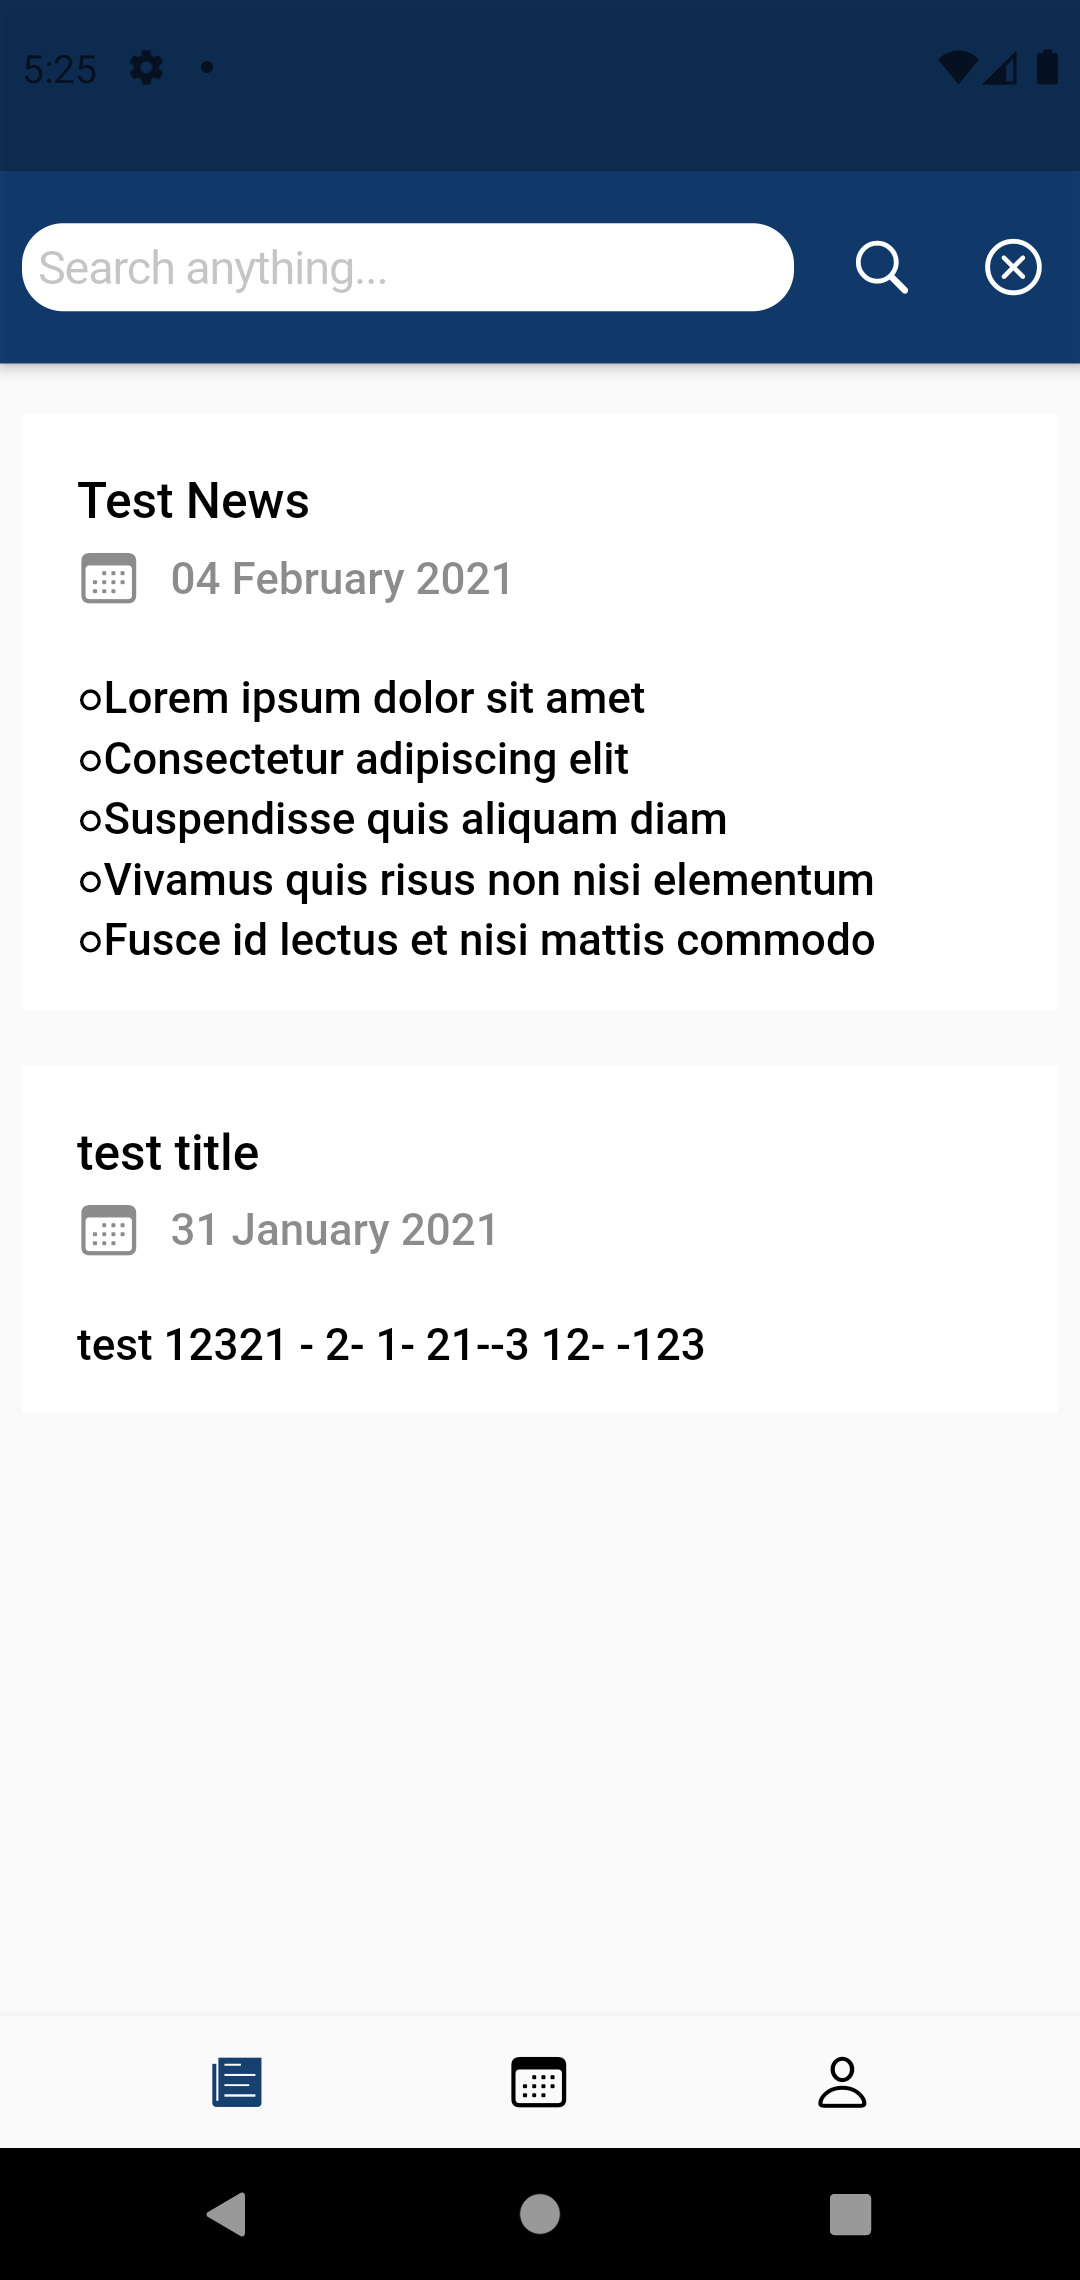 5:25
Search anything...
Test News
04 February 2021
○Lorem ipsum dolor sit amet
○Consectetur adipiscing elit
○Suspendisse quis aliquam diam
○Vivamus quis risus non nisi elementum
○Fusce id lectus et nisi mattis commodo
test title
31 January 2021
test 12321 - 2- 1- 21--3 12- -123